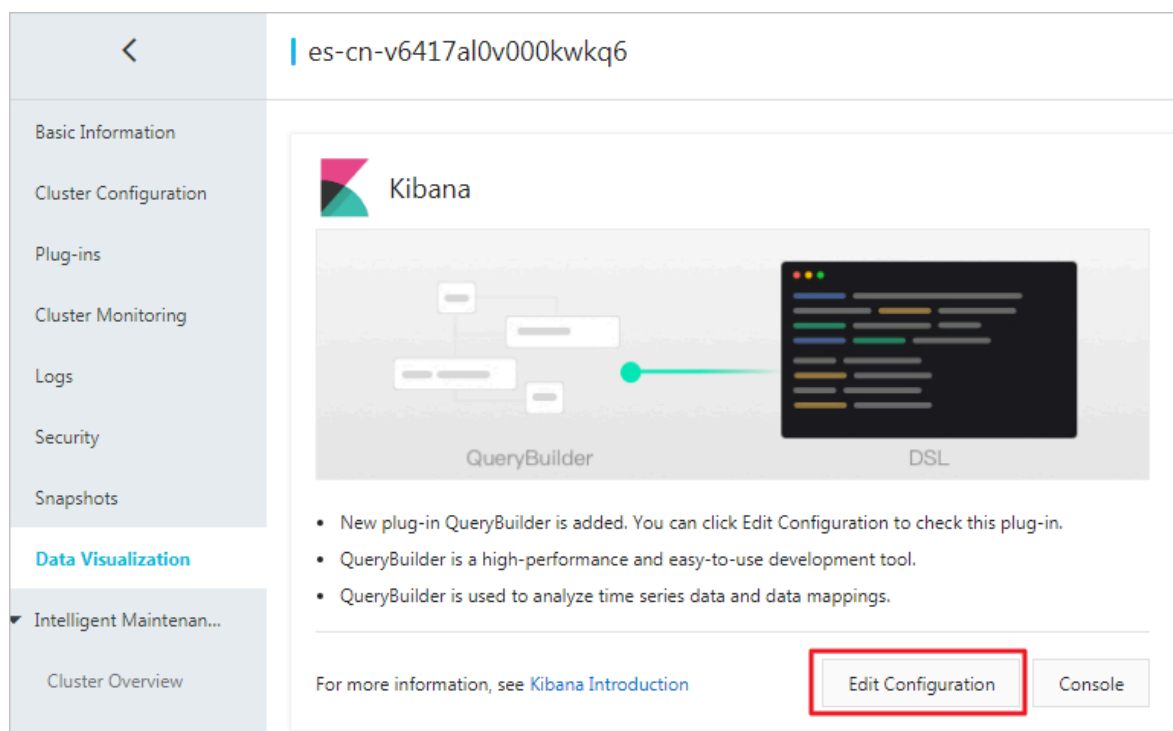 es-cn-v6417al0v000kwkq6
Basic Information
Cluster Configuration
Plug-ins
Cluster Monitoring
Logs
Security
Snapshots
Data Visualization
Intelligent Maintenan...
Cluster Overview
Kibana
QueryBuilder
DSL
New plug-in QueryBuilder is added. You can click Edit Configuration to check this plug-in.
QueryBuilder is a high-performance and easy-to-use development tool.
QueryBuilder is used to analyze time series data and data mappings.
For more information, see Kibana Introduction
Edit Configuration
Console